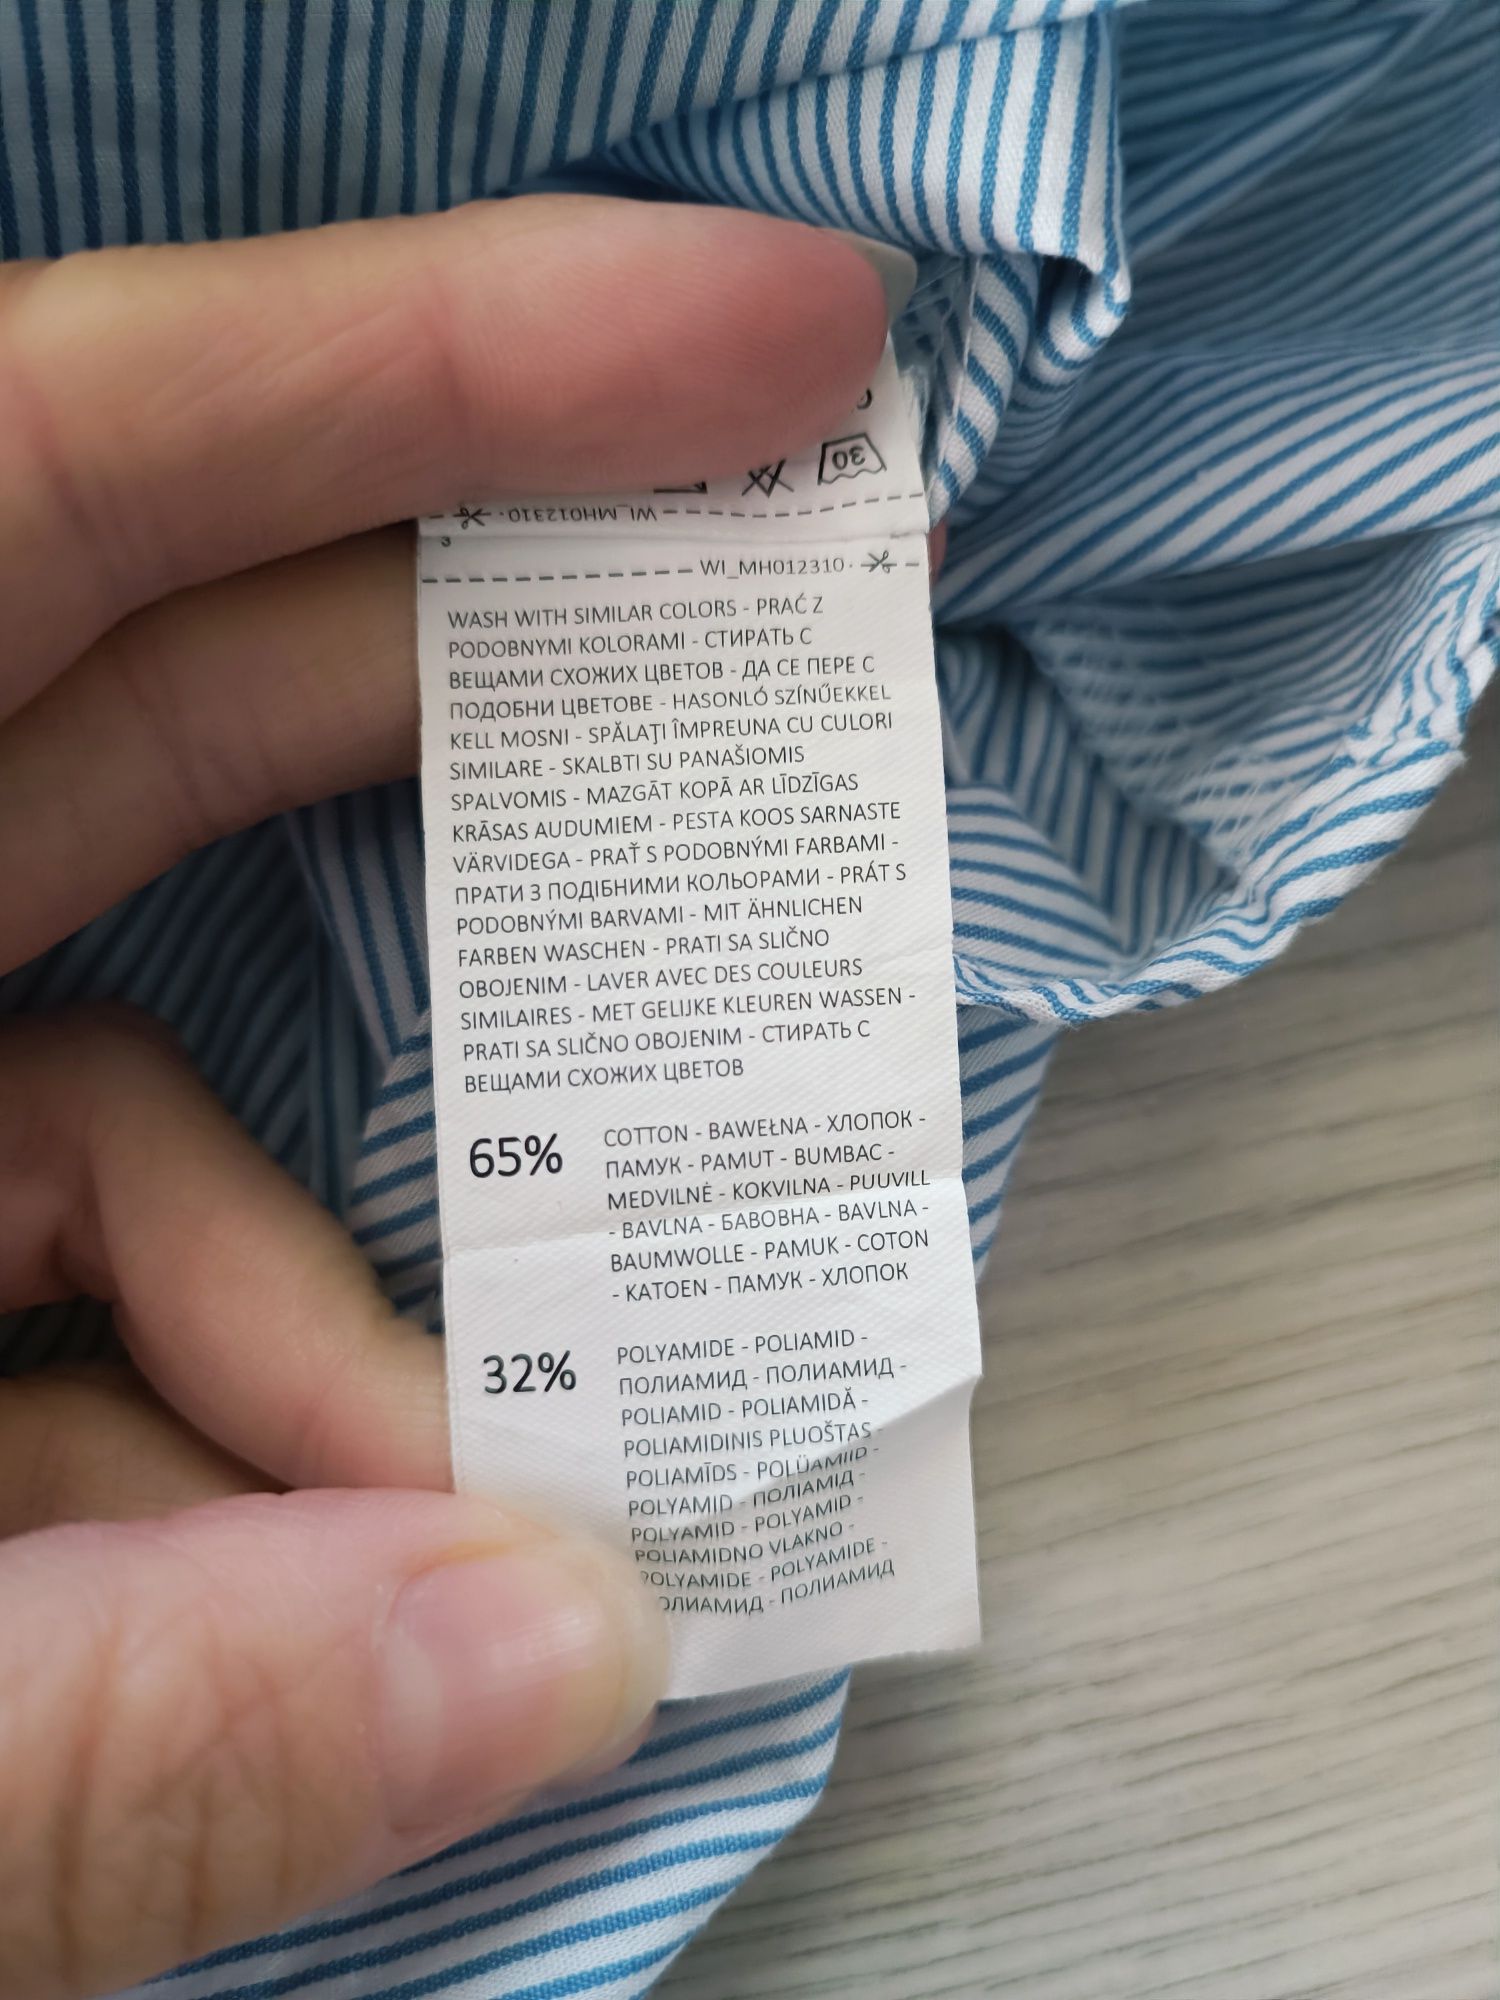 30
WI_MH012310
3
WI_MH012310
WASH WITH SIMILAR COLORS - PRAĆ Z
PODOBNYMI KOLORAMI - СТИРАТЬ С
ВЕЩАМИ СХОЖИХ ЦВЕТОВ - ДА СЕ ПЕРЕ С
ПОДОБНИ ЦВЕТОВЕ - HASONLÓ SZÍNŰEKKEL
KELL MOSNI - SPĂLAŢI ÎMPREUNA CU CULORI
SIMILARE - SKALBTI SU PANAŠIOMIS
SPALVOMIS - MAZGĀT KOPĀ AR LĪDZĪGAS
KRĀSAS AUDUMIEM - PESTA KOOS SARNASTE
VÄRVIDEGA - PRAŤ S PODOBNÝMI FARBAMI -
ПРАТИ З ПОДІБНИМИ КОЛЬОРАМИ - PRÁT S
PODOBNÝMI BARVAMI - MIT ÄHNLICHEN
FARBEN WASCHEN - PRATI SA SLIČNO
OBOJENIM - LAVER AVEC DES COULEURS
SIMILAIRES - MET GELIJKE KLEUREN WASSEN -
PRATI SA SLIČNO OBOJENIM - СТИРАТЬ С
ВЕЩАМИ СХОЖИХ ЦВЕТОВ
65% COTTON - BAWEŁNA - ХЛОПОК -
ПАМУК - PAMUT - BUMBAC -
MEDVILNĖ - KOKVILNA - PUUVILL
- BAVLNA - БАВОВНА - BAVLNA -
BAUMWOLLE - PAMUK - COTON
- KATOEN - ПАМУК - ХЛОПОК
32% POLYAMIDE - POLIAMID -
ПОЛИАМИД - ПОЛИАМИД -
POLIAMID - POLIAMIDĂ -
POLIAMIDINIS PLUOŠTAS -
POLIAMĪDS - POLÜAMIID -
POLYAMID - ПОЛІАМІД -
POLYAMID - POLYAMID -
POLIAMIDNO VLAKNO -
POLYAMIDE - POLYAMIDE -
ОЛИАМИД - ПОЛИАМИД